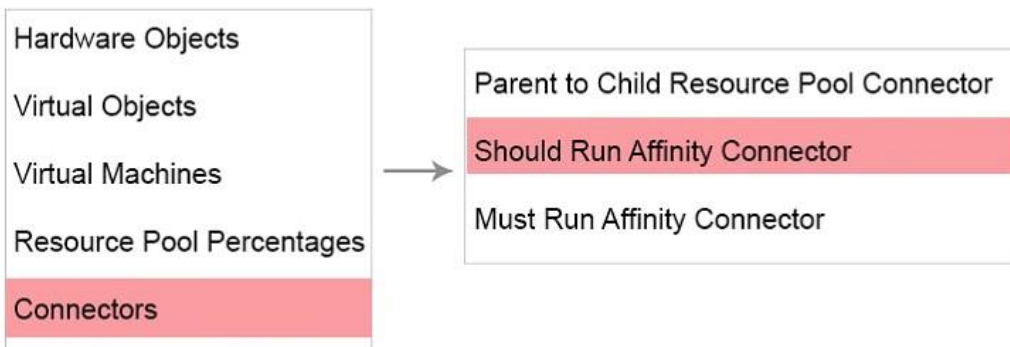 Hardware Objects
Virtual Objects
Virtual Machines
Resource Pool Percentages
Connectors
Parent to Child Resource Pool Connector
Should Run Affinity Connector
Must Run Affinity Connector